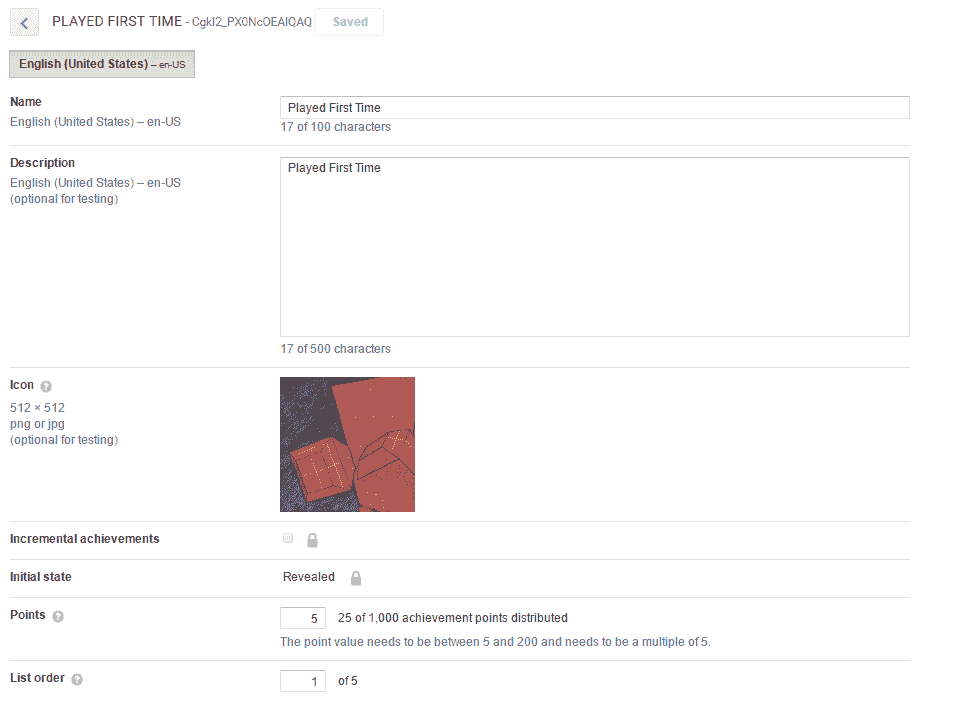 PLAYED FIRST TIME - CgkI2_PX0NcOEAIQAQ Saved
English (United States) – en-US
Name
Played First Time
English (United States) – en-US
17 of 100 characters
Description
Played First Time
English (United States) – en-US
(optional for testing)
17 of 500 characters
Icon ?
512 × 512
png or jpg
(optional for testing)
Incremental achievements
Initial state Revealed
Points ? 5 25 of 1,000 achievement points distributed
The point value needs to be between 5 and 200 and needs to be a multiple of 5.
List order ? 1 of 5